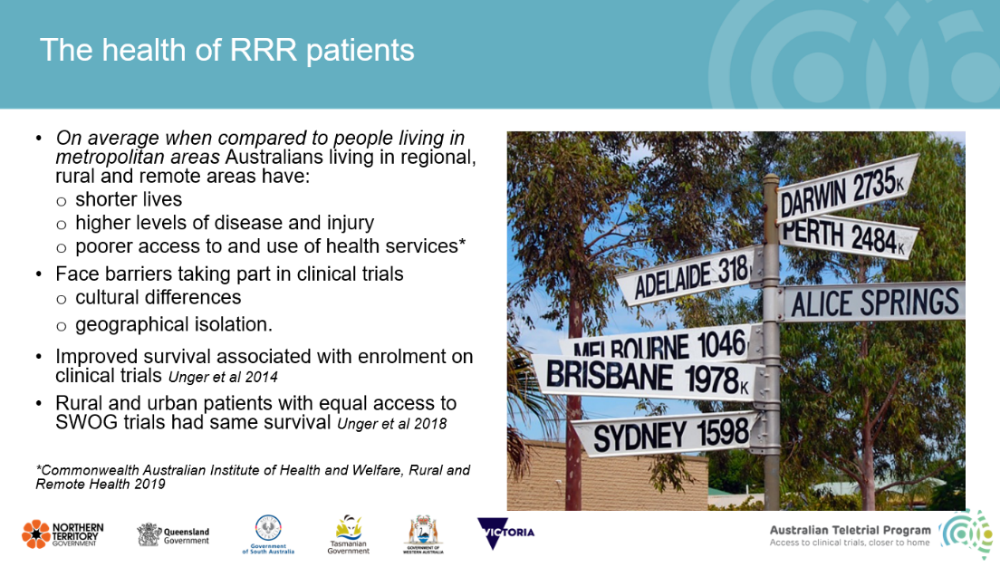 The health of RRR patients
• On average when compared to people living in
metropolitan areas Australians living in regional,
rural and remote areas have:
o shorter lives
o higher levels of disease and injury
o poorer access to and use of health services*
• Face barriers taking part in clinical trials
o cultural differences
o geographical isolation.
• Improved survival associated with enrolment on
clinical trials Unger et al 2014
• Rural and urban patients with equal access to
SWOG trials had same survival Unger et al 2018
*Commonwealth Australian Institute of Health and Welfare, Rural and
Remote Health 2019
DARWIN 2735K
PERTH 2484K
ADELAIDE 318
ALICE SPRINGS
MELBOURNE 1046
BRISBANE 1978K
SYDNEY 1598
NORTHERN
TERRITORY
GOVERNMENT
Queensland
Government
Government
of South Australia
Tasmanian
Government
GOVERNMENT OF
WESTERN AUSTRALIA
VICTORIA
Australian Teletrial Program
Access to clinical trials, closer to home